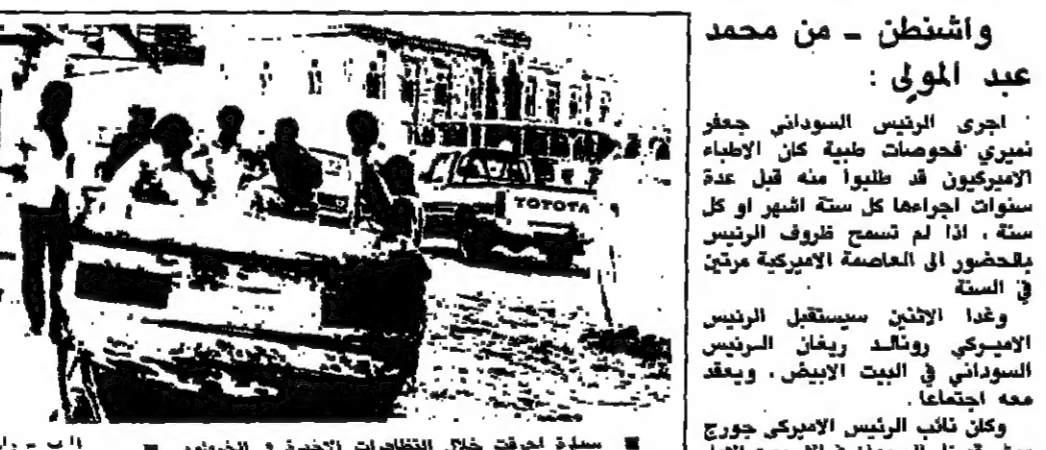 واشنطن ـ من محمد
عبد المولى :
اجرى الرئيس السوداني جعفر
نميري فحوصات طبية كان الاطباء
الاميركيون قد طلبوا منه قبل عدة
سنوات اجراءها كل ستة اشهر او كل
سنة ، اذا لم تسمح ظروف الرئيس
بالحضور الى العاصمة الاميركية مرتين
في السنة
وغدا الاثنين سيستقبل الرئيس
الاميركي رونالد ريغان الرئيس
السوداني في البيت الابيض ، ويعقد
معه اجتماعا .
وكان نائب الرئيس الاميركي جورج
TOYOTA
سيارة احرقت خلال التظاهرات الاخيرة في الخرطوم